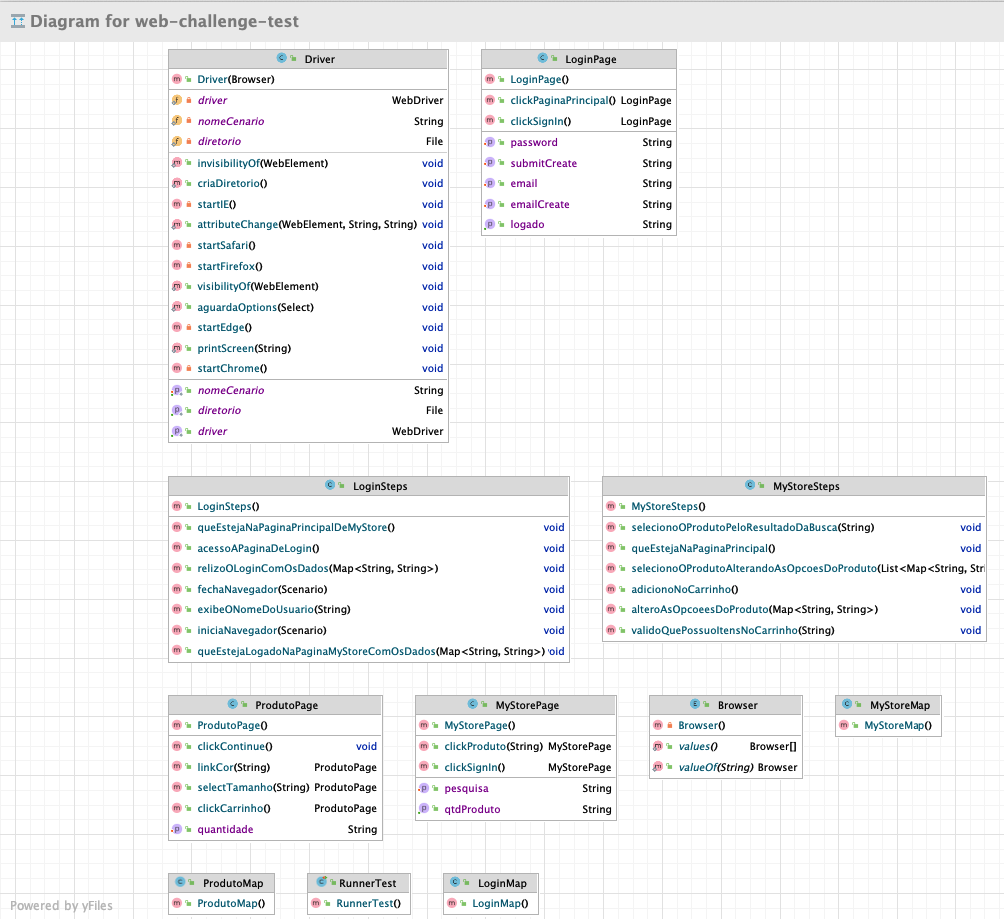 Diagram for web-challenge-test
Driver
Driver(Browser)
driver WebDriver
nomeCenario String
diretorio File
invisibilityOf(WebElement) void
criaDiretorio() void
startIE() void
attributeChange(WebElement, String, String) void
startSafari() void
startFirefox() void
visibilityOf(WebElement) void
aguardaOptions(Select) void
startEdge() void
printScreen(String) void
startChrome() void
nomeCenario String
diretorio File
driver WebDriver
LoginPage
LoginPage()
clickPaginaPrincipal() LoginPage
clickSignIn() LoginPage
password String
submitCreate String
email String
emailCreate String
logado String
LoginSteps
LoginSteps()
queEstejaNaPaginaPrincipalDeMyStore() void
acessoAPaginaDeLogin() void
relizoOLoginComOsDados(Map<String, String>) void
fechaNavegador(Scenario) void
exibeONomeDoUsuario(String) void
iniciaNavegador(Scenario) void
queEstejaLogadoNaPaginaMyStoreComOsDados(Map<String, String>) void
MyStoreSteps
MyStoreSteps()
selecionoOProdutoPeloResultadoDaBusca(String) void
queEstejaNaPaginaPrincipal() void
selecionoOProdutoAlterandoAsOpcoesDoProduto(List<Map<String, Str
adicionoNoCarrinho() void
alteroAsOpcoeesDoProduto(Map<String, String>) void
validoQuePossuoItensNoCarrinho(String) void
ProdutoPage
ProdutoPage()
clickContinue() void
linkCor(String) ProdutoPage
selectTamanho(String) ProdutoPage
clickCarrinho() ProdutoPage
quantidade String
MyStorePage
MyStorePage()
clickProduto(String) MyStorePage
clickSignIn() MyStorePage
pesquisa String
qtdProduto String
Browser
Browser()
values() Browser[]
valueOf(String) Browser
MyStoreMap
MyStoreMap()
ProdutoMap
ProdutoMap()
RunnerTest
RunnerTest()
LoginMap
LoginMap()
Powered by yFiles